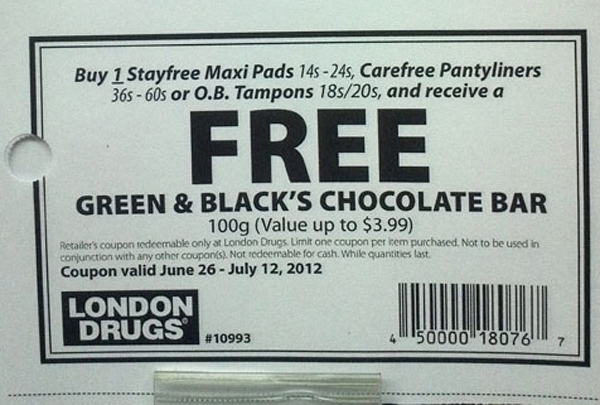 Buy 1 Stayfree Maxi Pads 14s - 24s, Carefree Pantyliners
36s - 60s or O.B. Tampons 18s/20s, and receive a
FREE
GREEN & BLACK'S CHOCOLATE BAR
100g (Value up to $3.99)
Retailer's coupon redeemable only at London Drugs. Limit one coupon per item purchased. Not to be used in
conjunction with any other coupon(s). Not redeemable for cash. While quantities last.
Coupon valid June 26 - July 12, 2012
LONDON
DRUGS® #10993
4 50000 18076 7